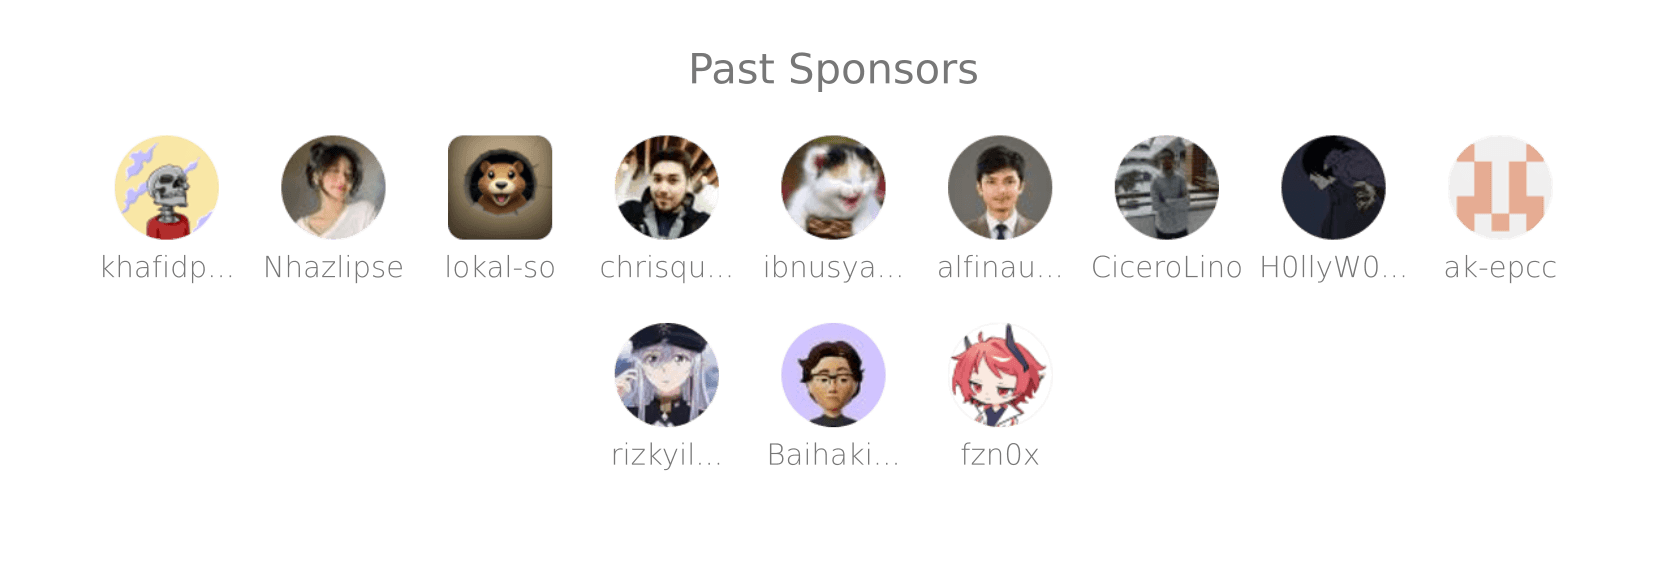 Past Sponsors
khafidp... Nhazlipse lokal-so chrisqu... ibnusya... alfinau... CiceroLino H0llyW0... ak-epcc
rizkyil... Baihaki... fzn0x